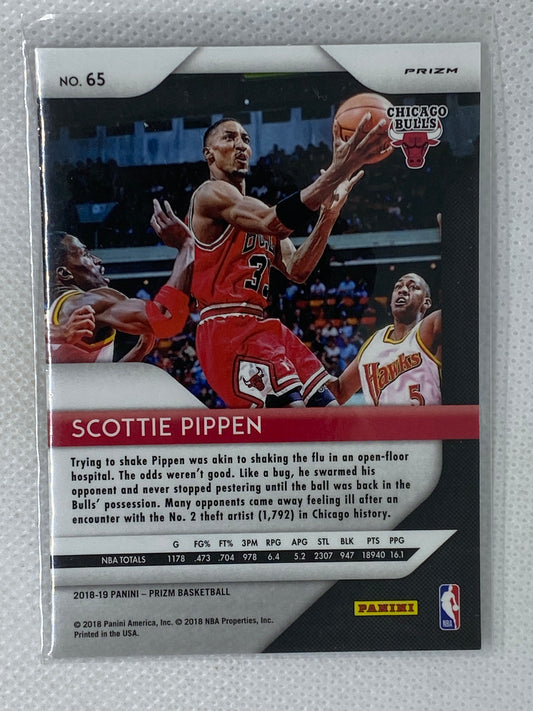 NO. 65
PRIZM
CHICAGO
BULLS
BULL
33
Hawks
5
SCOTTIE PIPPEN
Trying to shake Pippen was akin to shaking the flu in an open-floor
hospital. The odds weren't good. Like a bug, he swarmed his
opponent and never stopped pestering until the ball was back in the
Bulls' possession. Many opponents came away feeling ill after an
encounter with the No. 2 theft artist (1,792) in Chicago history.
G FG% FT% 3PM RPG APG STL BLK PTS PPG
NBA TOTALS 1178 .473 .704 978 6.4 5.2 2307 947 18940 16.1
2018-19 PANINI – PRIZM BASKETBALL
© 2018 Panini America, Inc. © 2018 NBA Properties, Inc.
Printed in the USA.
PANINI
NBA